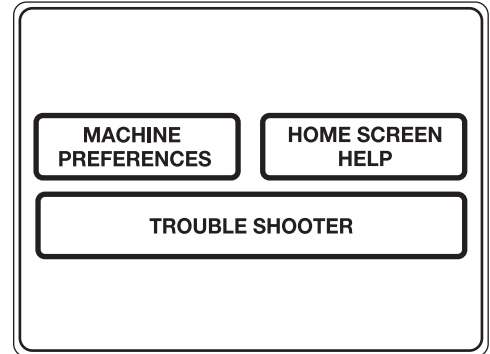 MACHINE
PREFERENCES
HOME SCREEN
HELP
TROUBLE SHOOTER